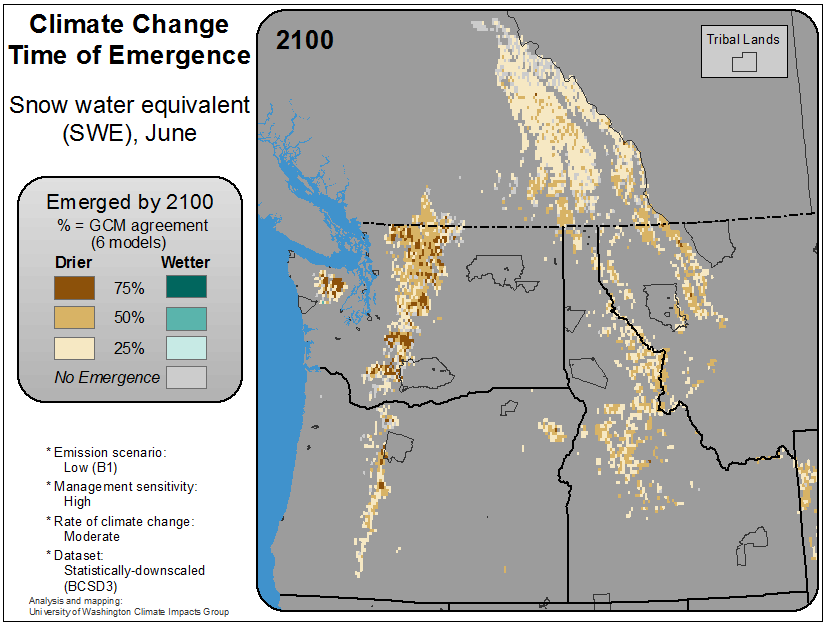 Climate Change
Time of Emergence
Snow water equivalent
(SWE), June
Emerged by 2100
% = GCM agreement
(6 models)
Drier Wetter
75%
50%
25%
No Emergence
* Emission scenario:
Low (B1)
* Management sensitivity:
High
* Rate of climate change:
Moderate
* Dataset:
Statistically-downscaled
(BCSD3)
Analysis and mapping:
University of Washington Climate Impacts Group
2100
Tribal Lands